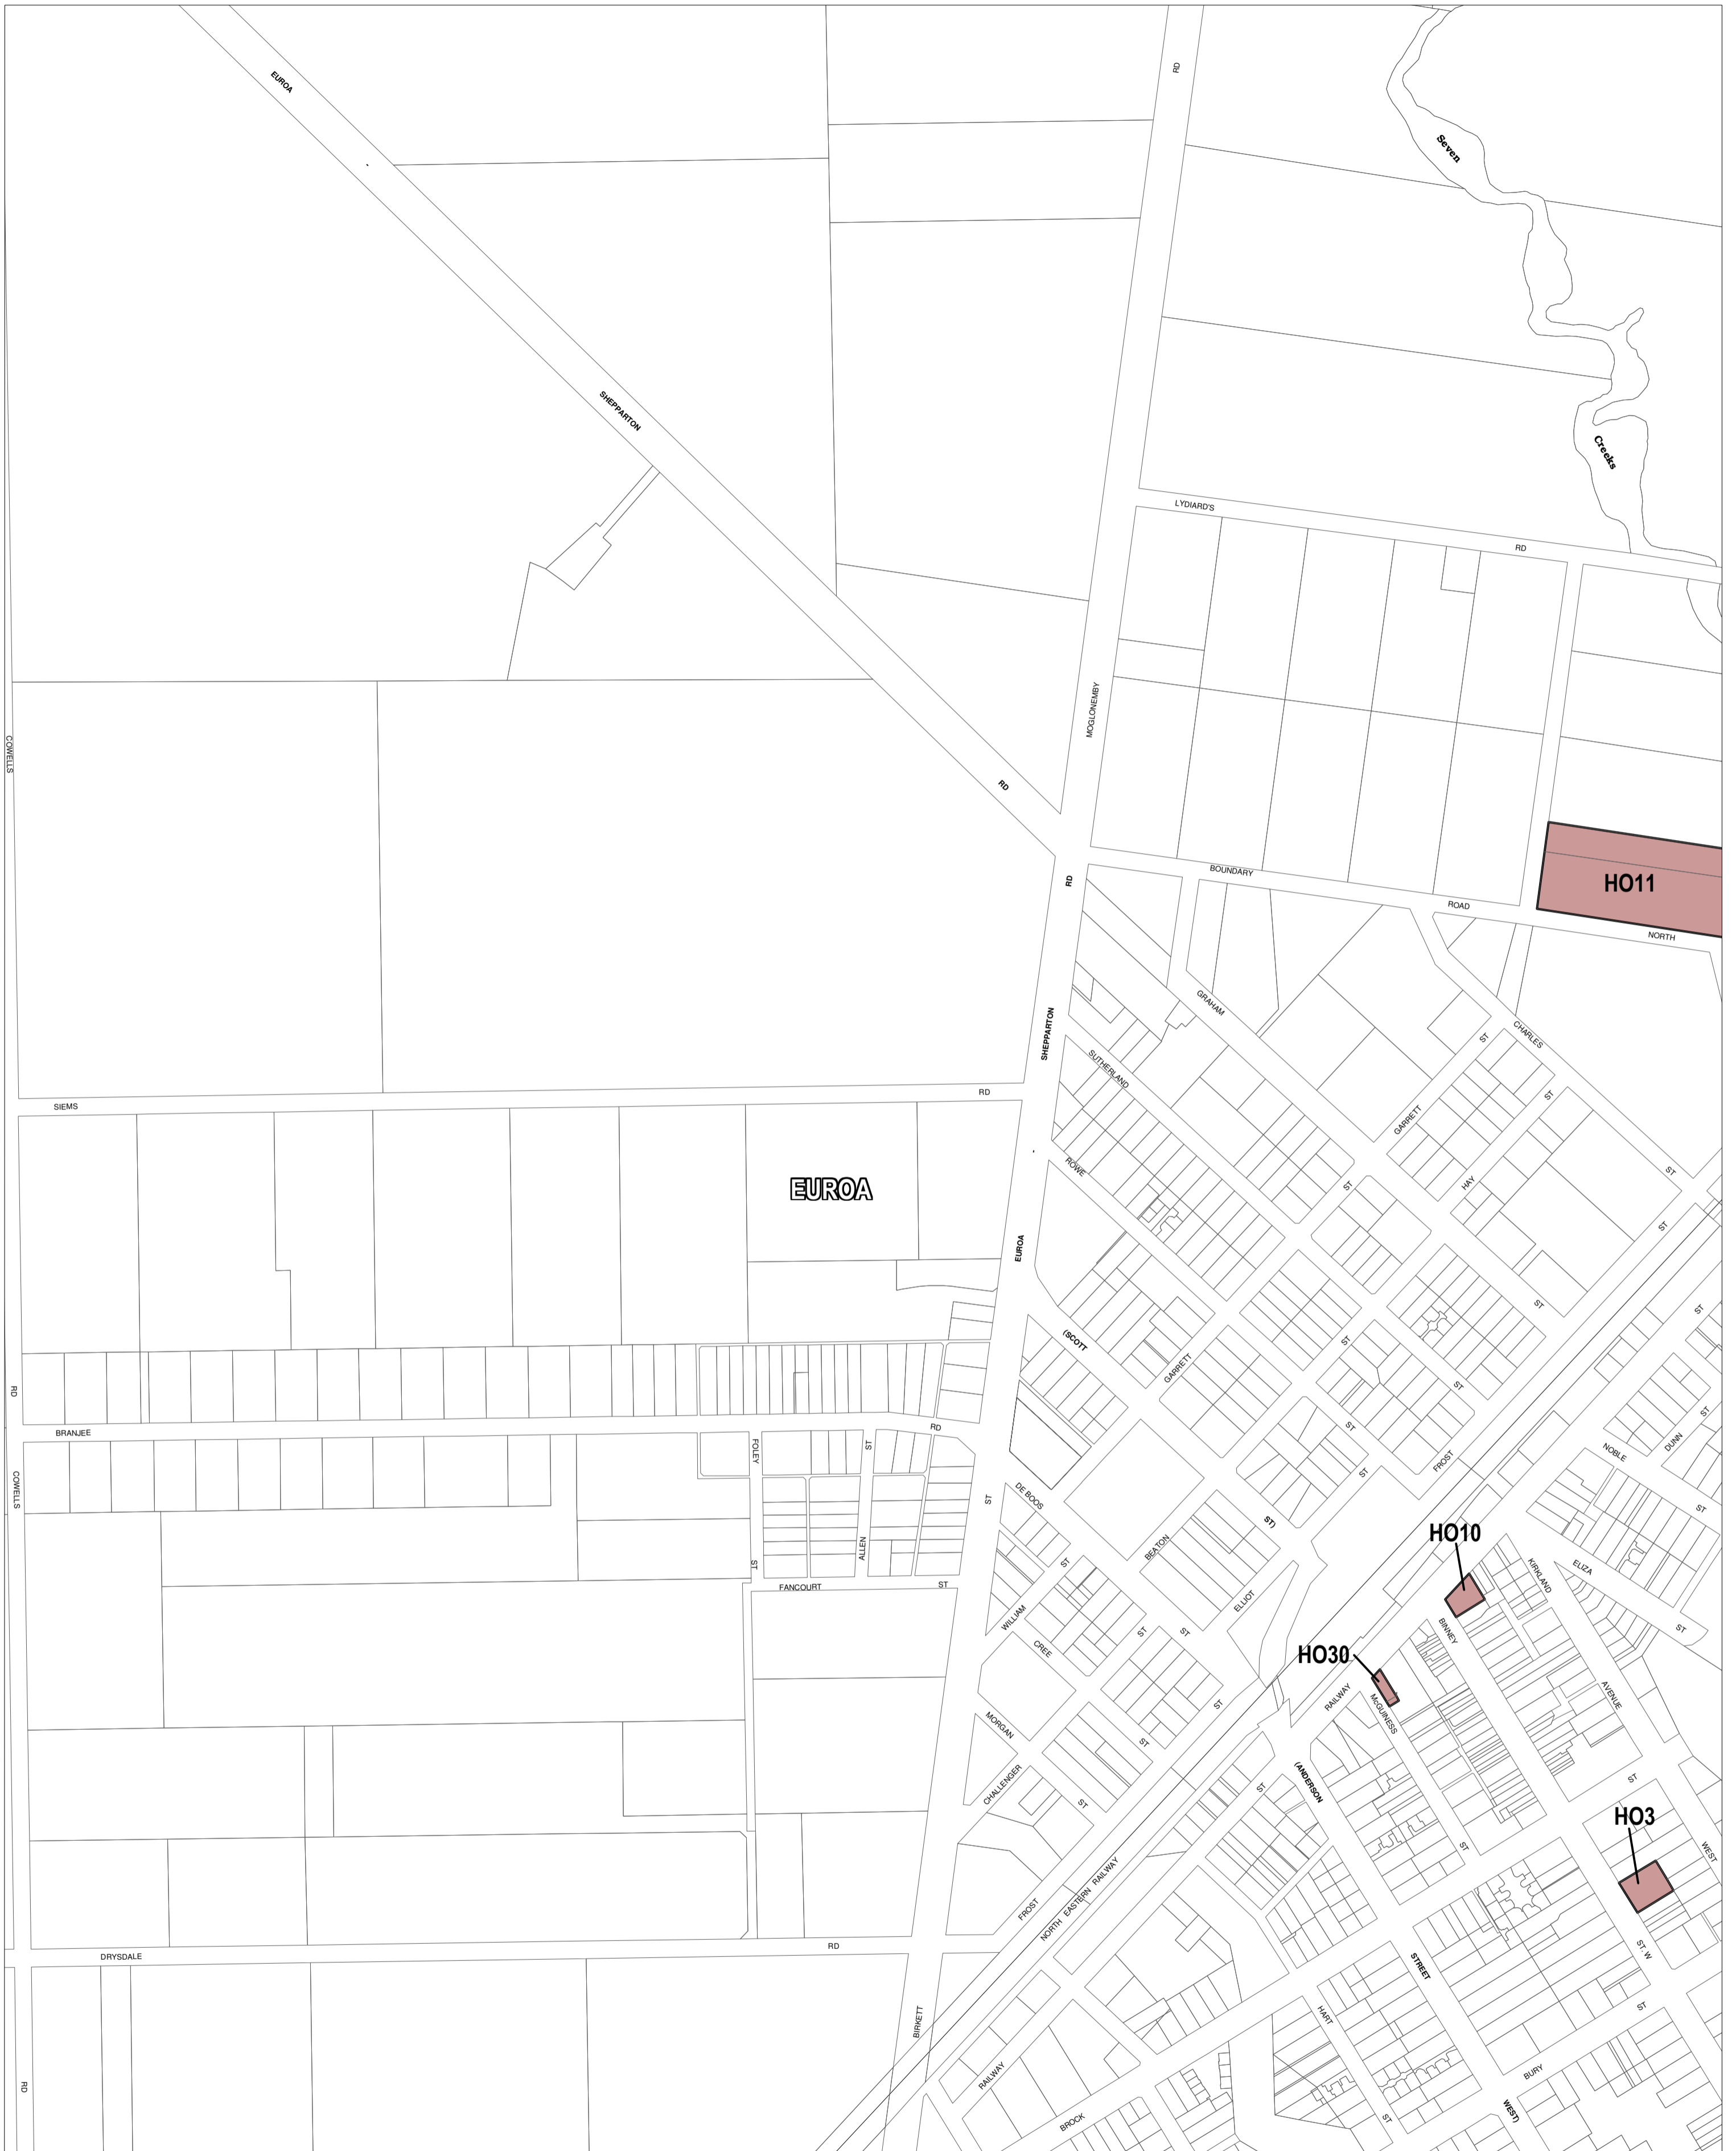 EUROA
RD
Seven
SHEPPARTON
Creeks
LYDIARD'S
RD
MOGLONEMBY
COWELLS
RD
BOUNDARY
RD
HO11
ROAD
NORTH
GRAHAM
SHEPPARTON
CHARLES
ST
SUTHERLAND
RD
ST
SIEMS
GARRETT
ROWE
ST
HAY
ST
EUROA
ST
EUROA
ST
ST
ST
(SCOTT
ST
GARRETT
ST
RD
ST
RD
BRANJEE
ST
FOLEY
ST
DUNN
NOBLE
FROST
ST
COWELLS
DE BOOS
ST
ST
ST)
HO10
ALLEN
BEATON
ST
ST
ELIZA
KIRKLAND
FANCOURT
ST
ELLIOT
WILLIAM
BINNEY
ST
ST
ST
CREE
HO30
RAILWAY
AVENUE
ST
McGUINESS
MORGAN
ST
(ANDERSON
ST
CHALLENGER
ST
ST
HO3
ST
WEST
NORTH EASTERN RAILWAY
FROST
RD
ST. W
DRYSDALE
STREET
ST
BIRKETT
HART
BURY
RAILWAY
RD
WEST)
BROCK
ST